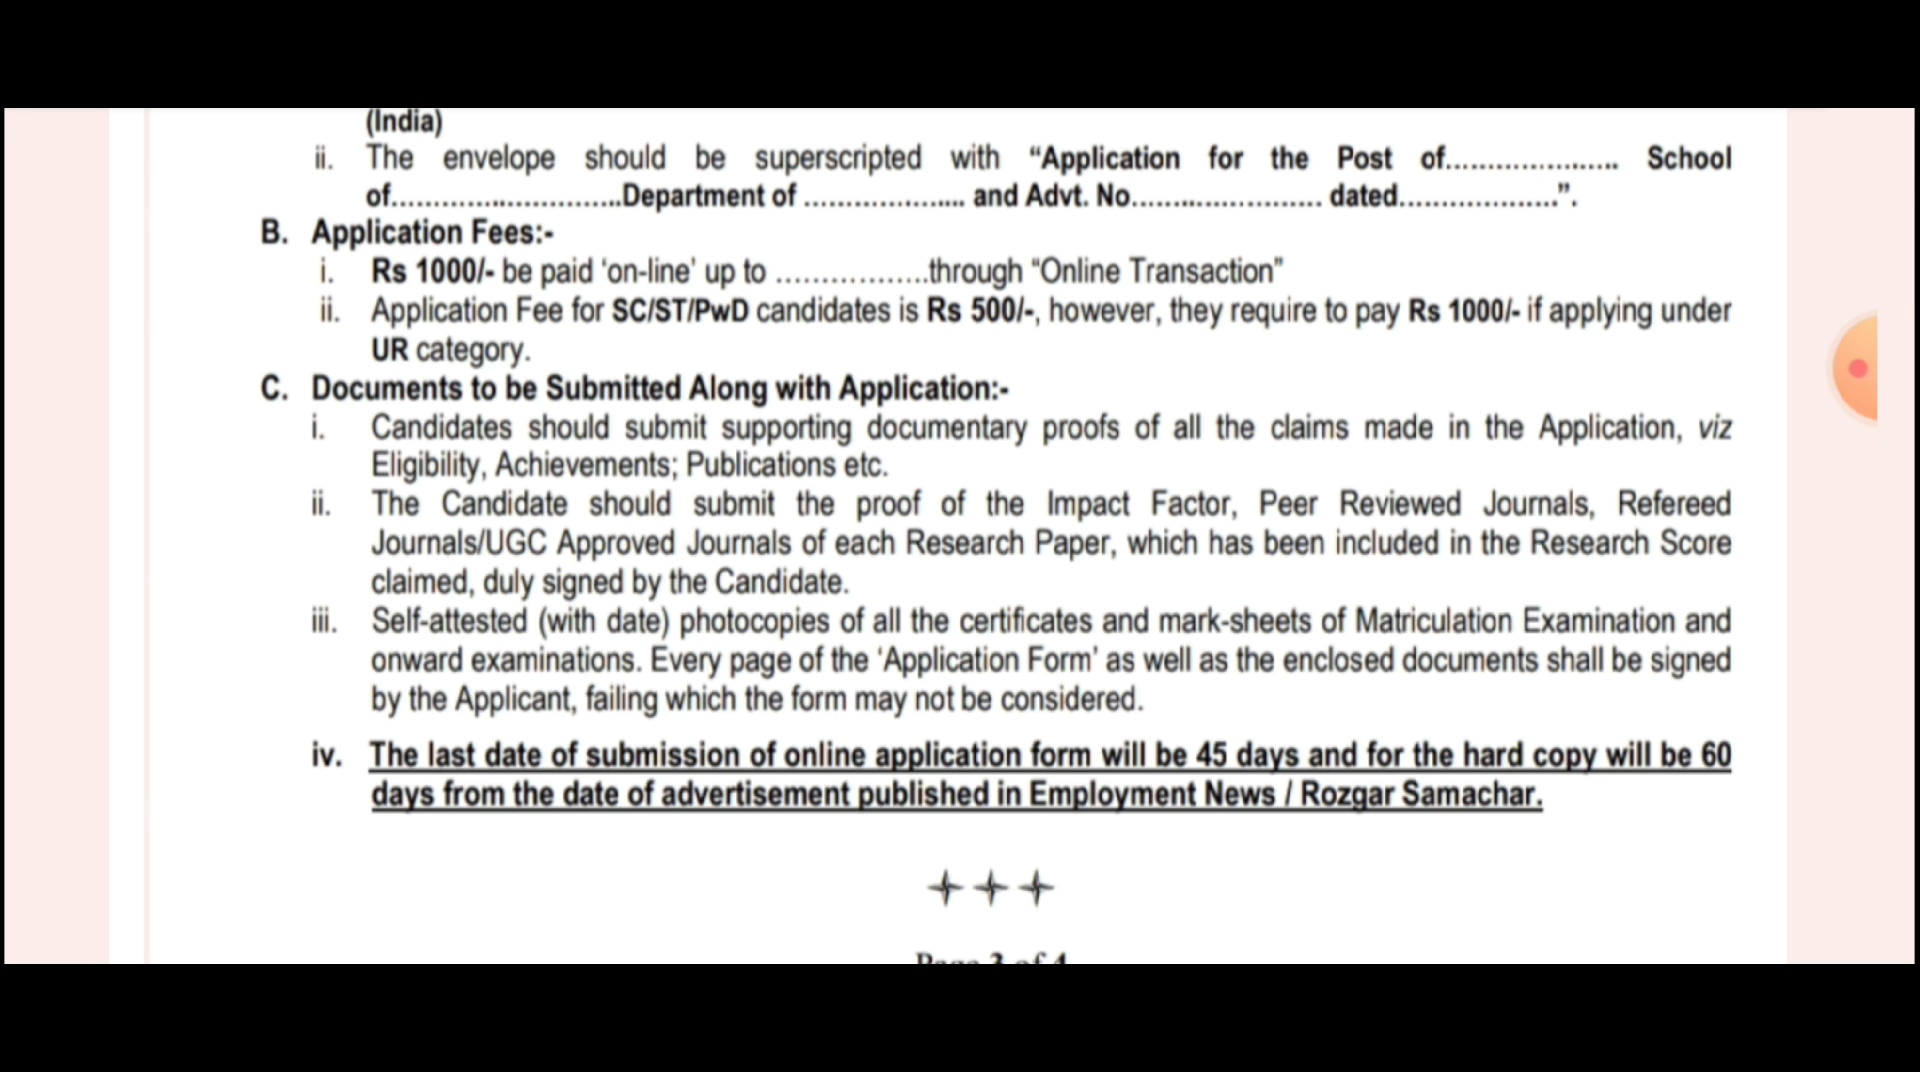 (India)
ii. The envelope should be superscripted with “Application for the Post of..................... School
of............................Department of ................... and Advt. No....................... dated...................”.
B. Application Fees:-
i. Rs 1000/- be paid ‘on-line’ up to ..................through “Online Transaction”
ii. Application Fee for SC/ST/PwD candidates is Rs 500/-, however, they require to pay Rs 1000/- if applying under
UR category.
C. Documents to be Submitted Along with Application:-
i. Candidates should submit supporting documentary proofs of all the claims made in the Application, viz
Eligibility, Achievements; Publications etc.
ii. The Candidate should submit the proof of the Impact Factor, Peer Reviewed Journals, Refereed
Journals/UGC Approved Journals of each Research Paper, which has been included in the Research Score
claimed, duly signed by the Candidate.
iii. Self-attested (with date) photocopies of all the certificates and mark-sheets of Matriculation Examination and
onward examinations. Every page of the ‘Application Form’ as well as the enclosed documents shall be signed
by the Applicant, failing which the form may not be considered.
iv. The last date of submission of online application form will be 45 days and for the hard copy will be 60
days from the date of advertisement published in Employment News / Rozgar Samachar.
Page 3 of 4